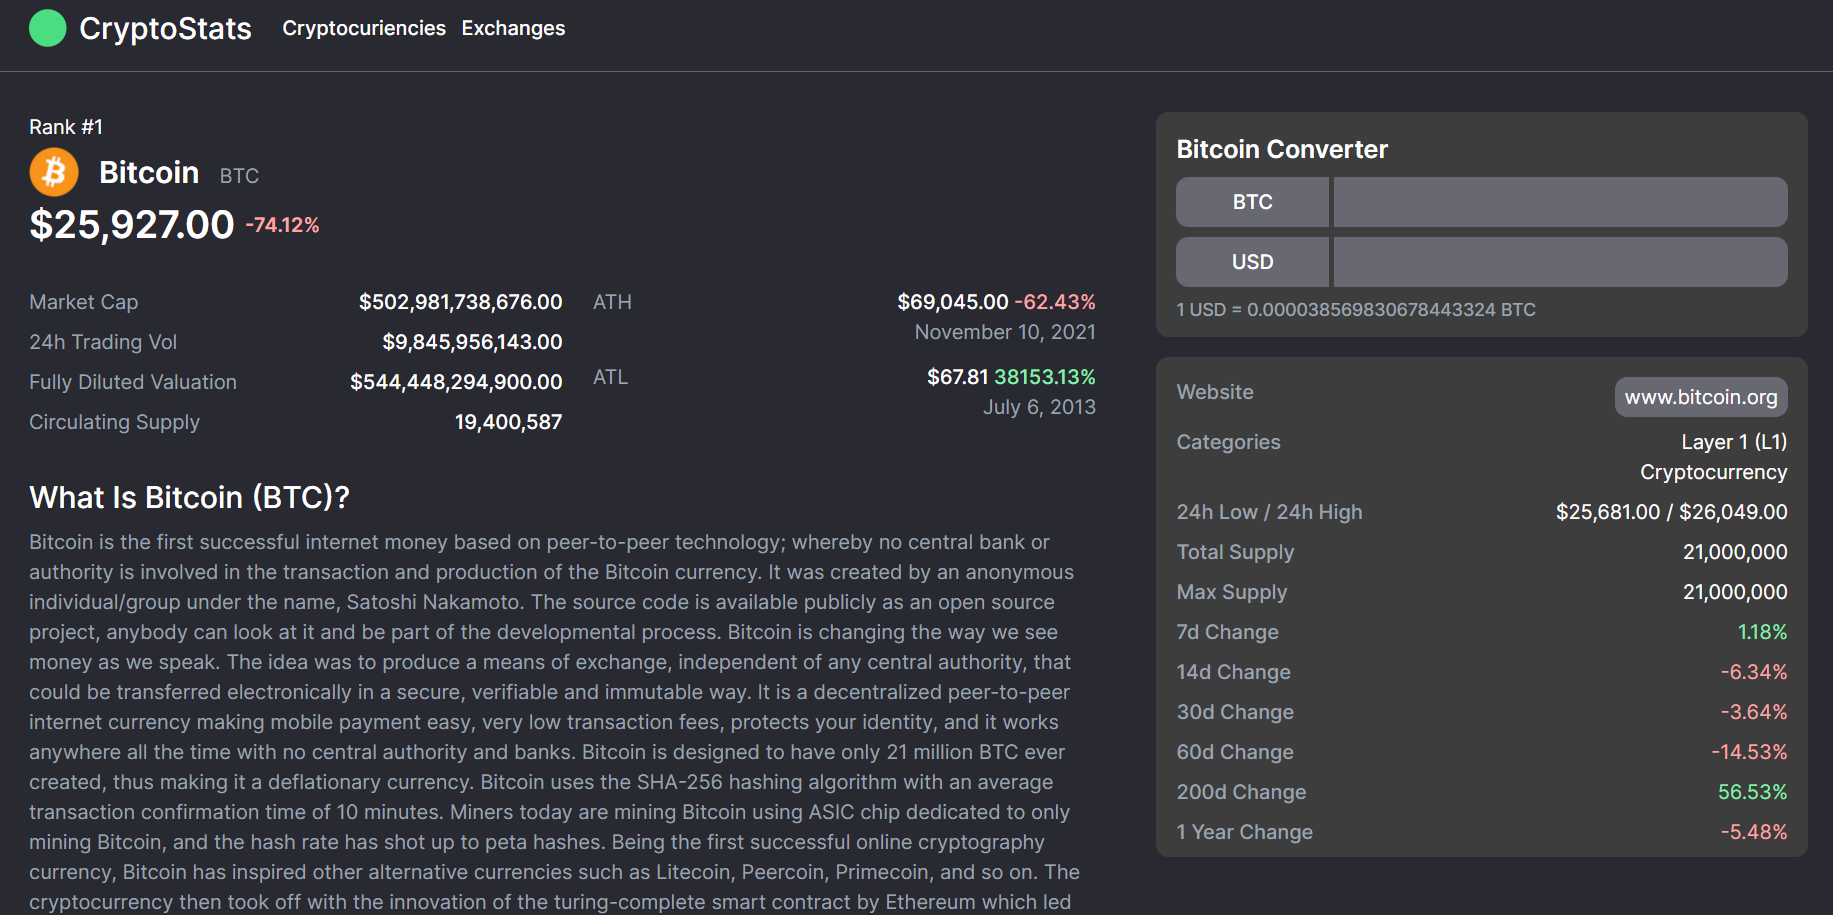 CryptoStats Cryptocuriencies Exchanges
Rank #1
Bitcoin BTC
$25,927.00 -74.12%
Market Cap $502,981,738,676.00
24h Trading Vol $9,845,956,143.00
Fully Diluted Valuation $544,448,294,900.00
Circulating Supply 19,400,587
ATH $69,045.00 -62.43%
November 10, 2021
ATL $67.81 38153.13%
July 6, 2013
What Is Bitcoin (BTC)?
Bitcoin is the first successful internet money based on peer-to-peer technology; whereby no central bank or
authority is involved in the transaction and production of the Bitcoin currency. It was created by an anonymous
individual/group under the name, Satoshi Nakamoto. The source code is available publicly as an open source
project, anybody can look at it and be part of the developmental process. Bitcoin is changing the way we see
money as we speak. The idea was to produce a means of exchange, independent of any central authority, that
could be transferred electronically in a secure, verifiable and immutable way. It is a decentralized peer-to-peer
internet currency making mobile payment easy, very low transaction fees, protects your identity, and it works
anywhere all the time with no central authority and banks. Bitcoin is designed to have only 21 million BTC ever
created, thus making it a deflationary currency. Bitcoin uses the SHA-256 hashing algorithm with an average
transaction confirmation time of 10 minutes. Miners today are mining Bitcoin using ASIC chip dedicated to only
mining Bitcoin, and the hash rate has shot up to peta hashes. Being the first successful online cryptography
currency, Bitcoin has inspired other alternative currencies such as Litecoin, Peercoin, Primecoin, and so on. The
cryptocurrency then took off with the innovation of the turing-complete smart contract by Ethereum which led
Bitcoin Converter
BTC
USD
1 USD = 0.000038569830678443324 BTC
Website www.bitcoin.org
Categories Layer 1 (L1)
Cryptocurrency
24h Low / 24h High $25,681.00 / $26,049.00
Total Supply 21,000,000
Max Supply 21,000,000
7d Change 1.18%
14d Change -6.34%
30d Change -3.64%
60d Change -14.53%
200d Change 56.53%
1 Year Change -5.48%